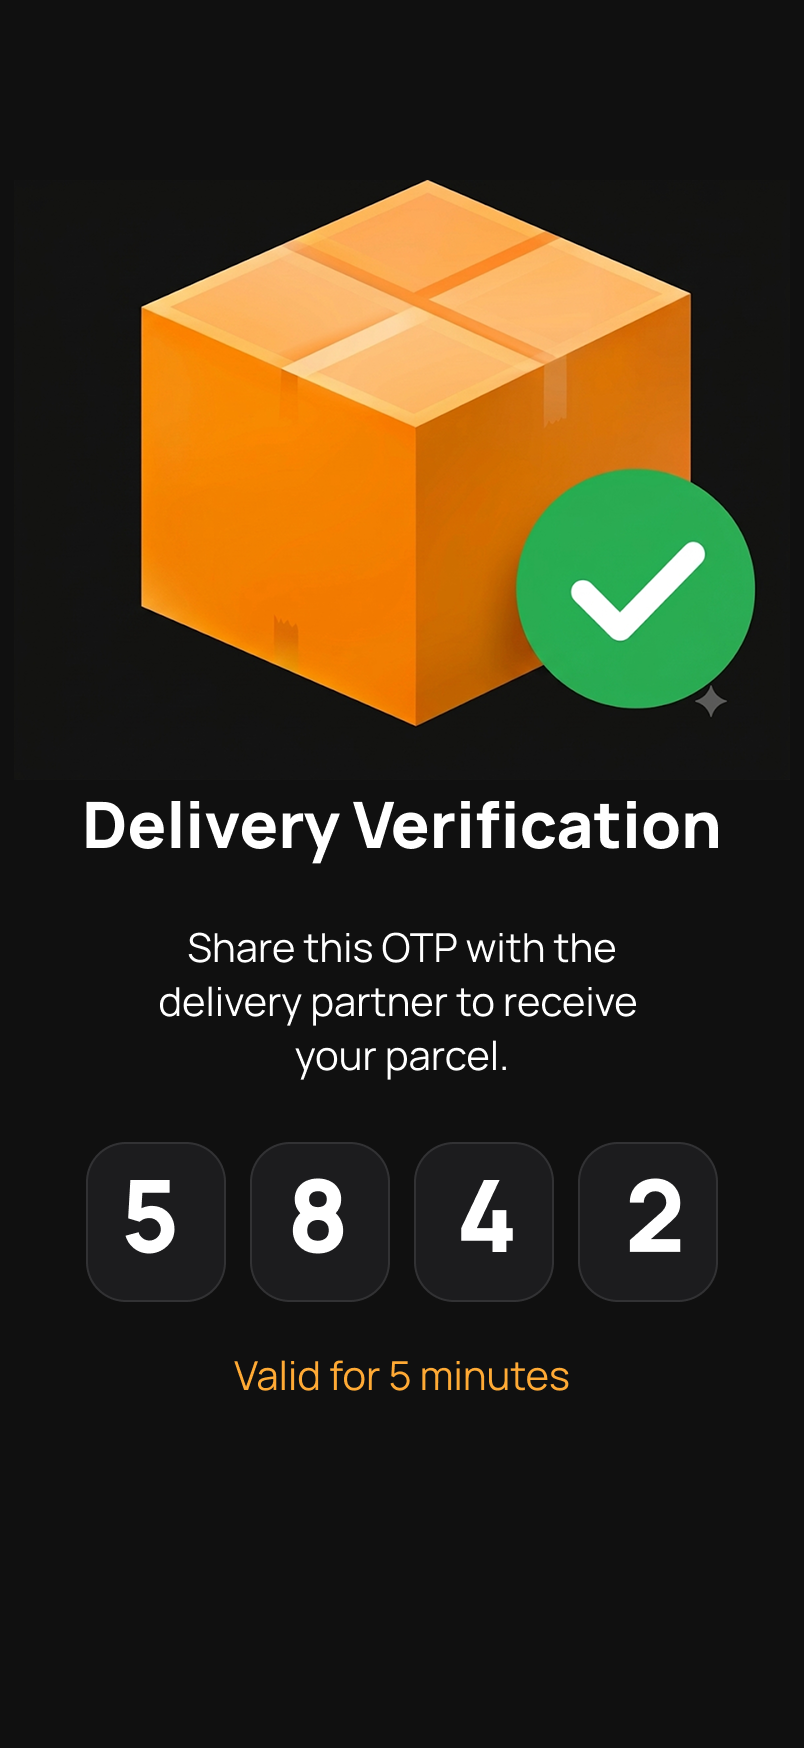 Delivery Verification
Share this OTP with the
delivery partner to receive
your parcel.
5 8 4 2
Valid for 5 minutes